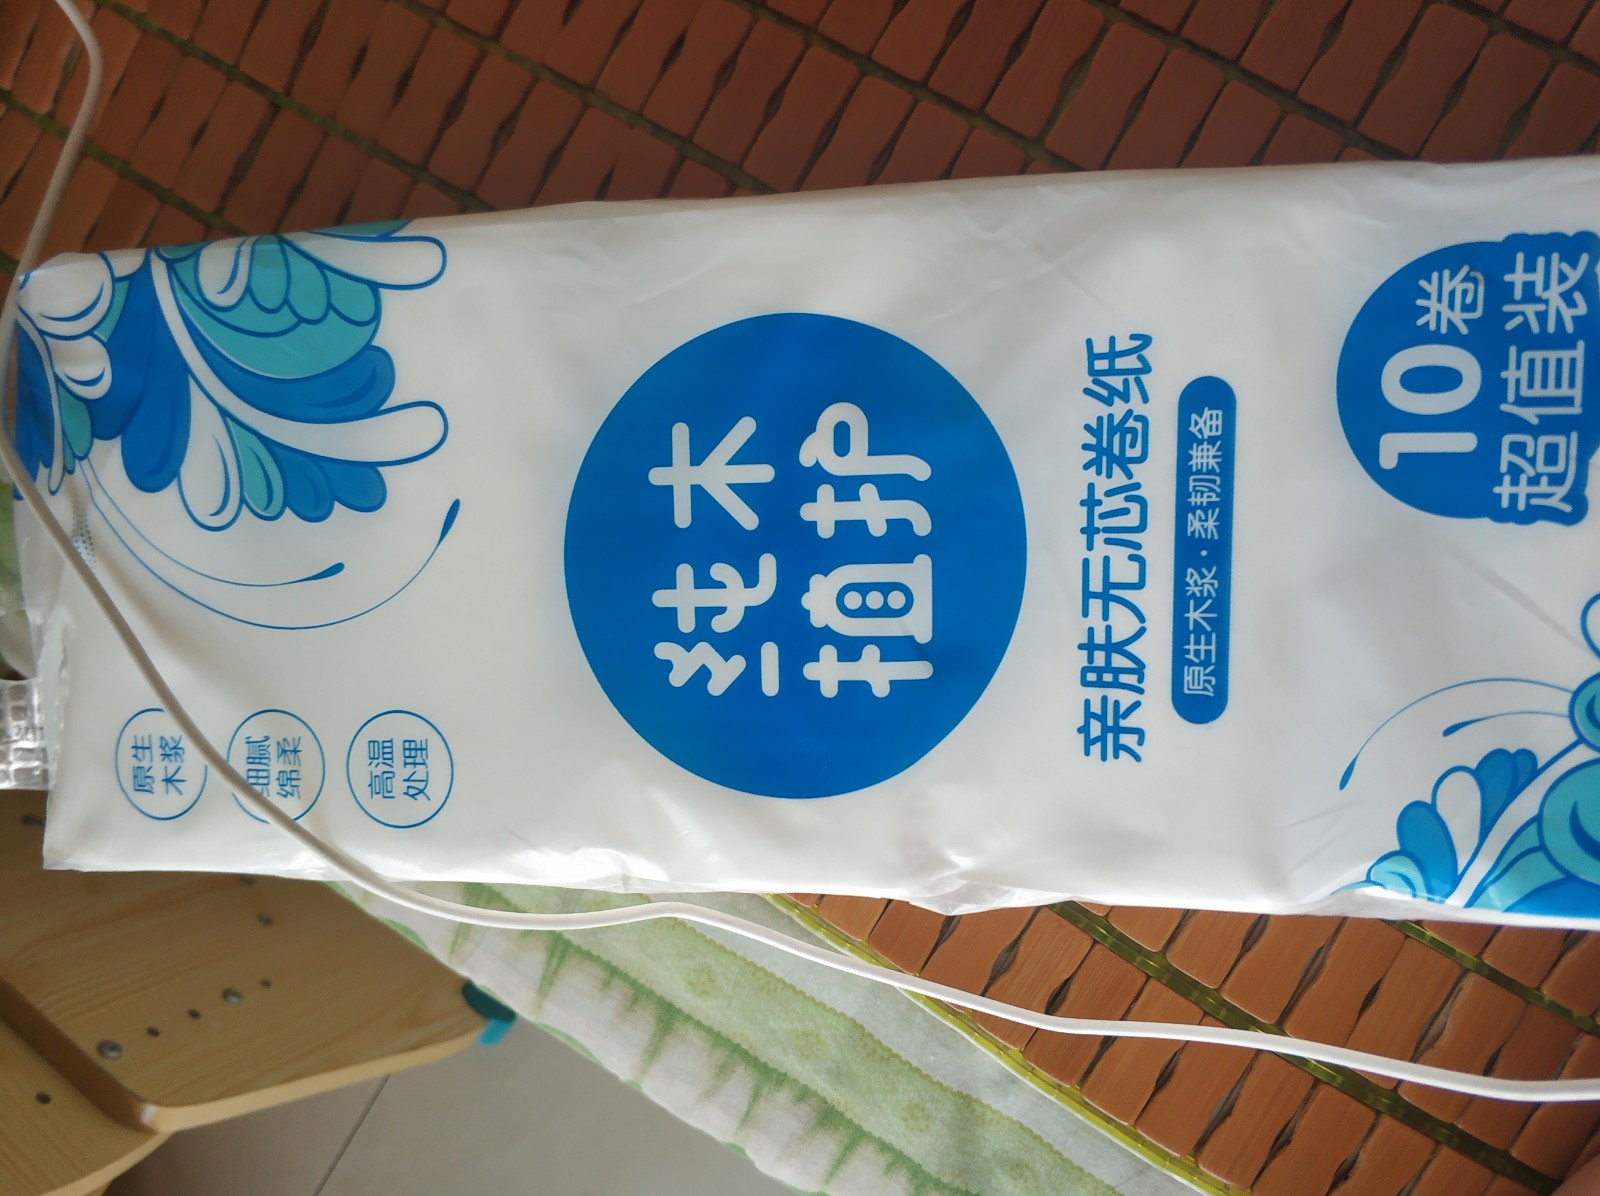 原生
木浆
细腻
绵柔
高温
处理
纯木
植护
亲肤无芯卷纸
原生木浆·柔韧兼备
10卷
超值装